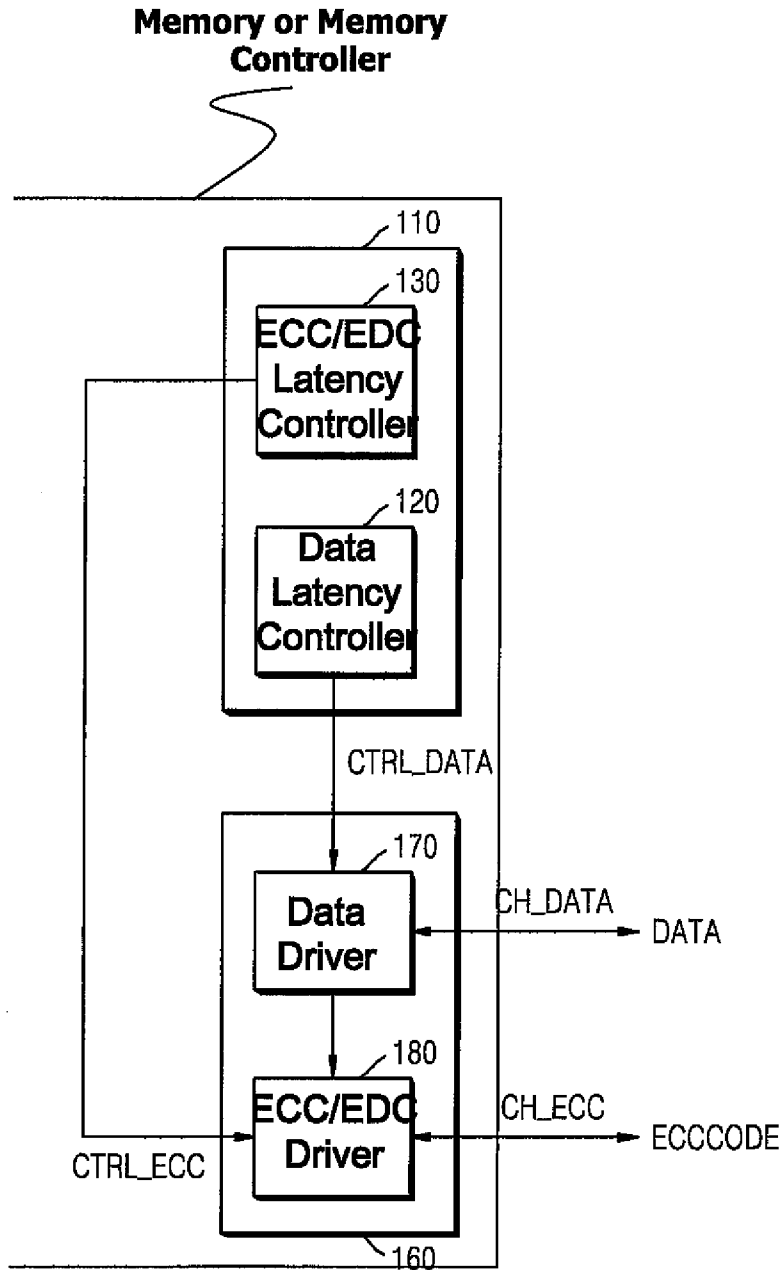 Memory or Memory
Controller
110
130
ECC/EDC
Latency
Controller
120
Data
Latency
Controller
CTRL_DATA
170
Data
Driver
CH_DATA
DATA
180
ECC/EDC
Driver
CH_ECC
ECCCODE
CTRL_ECC
160